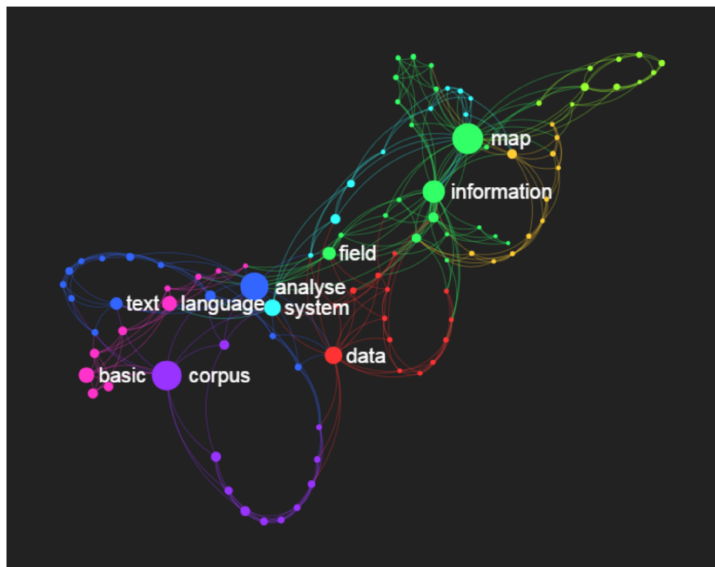 map
information
field
analyse
text
language
system
data
basic
corpus